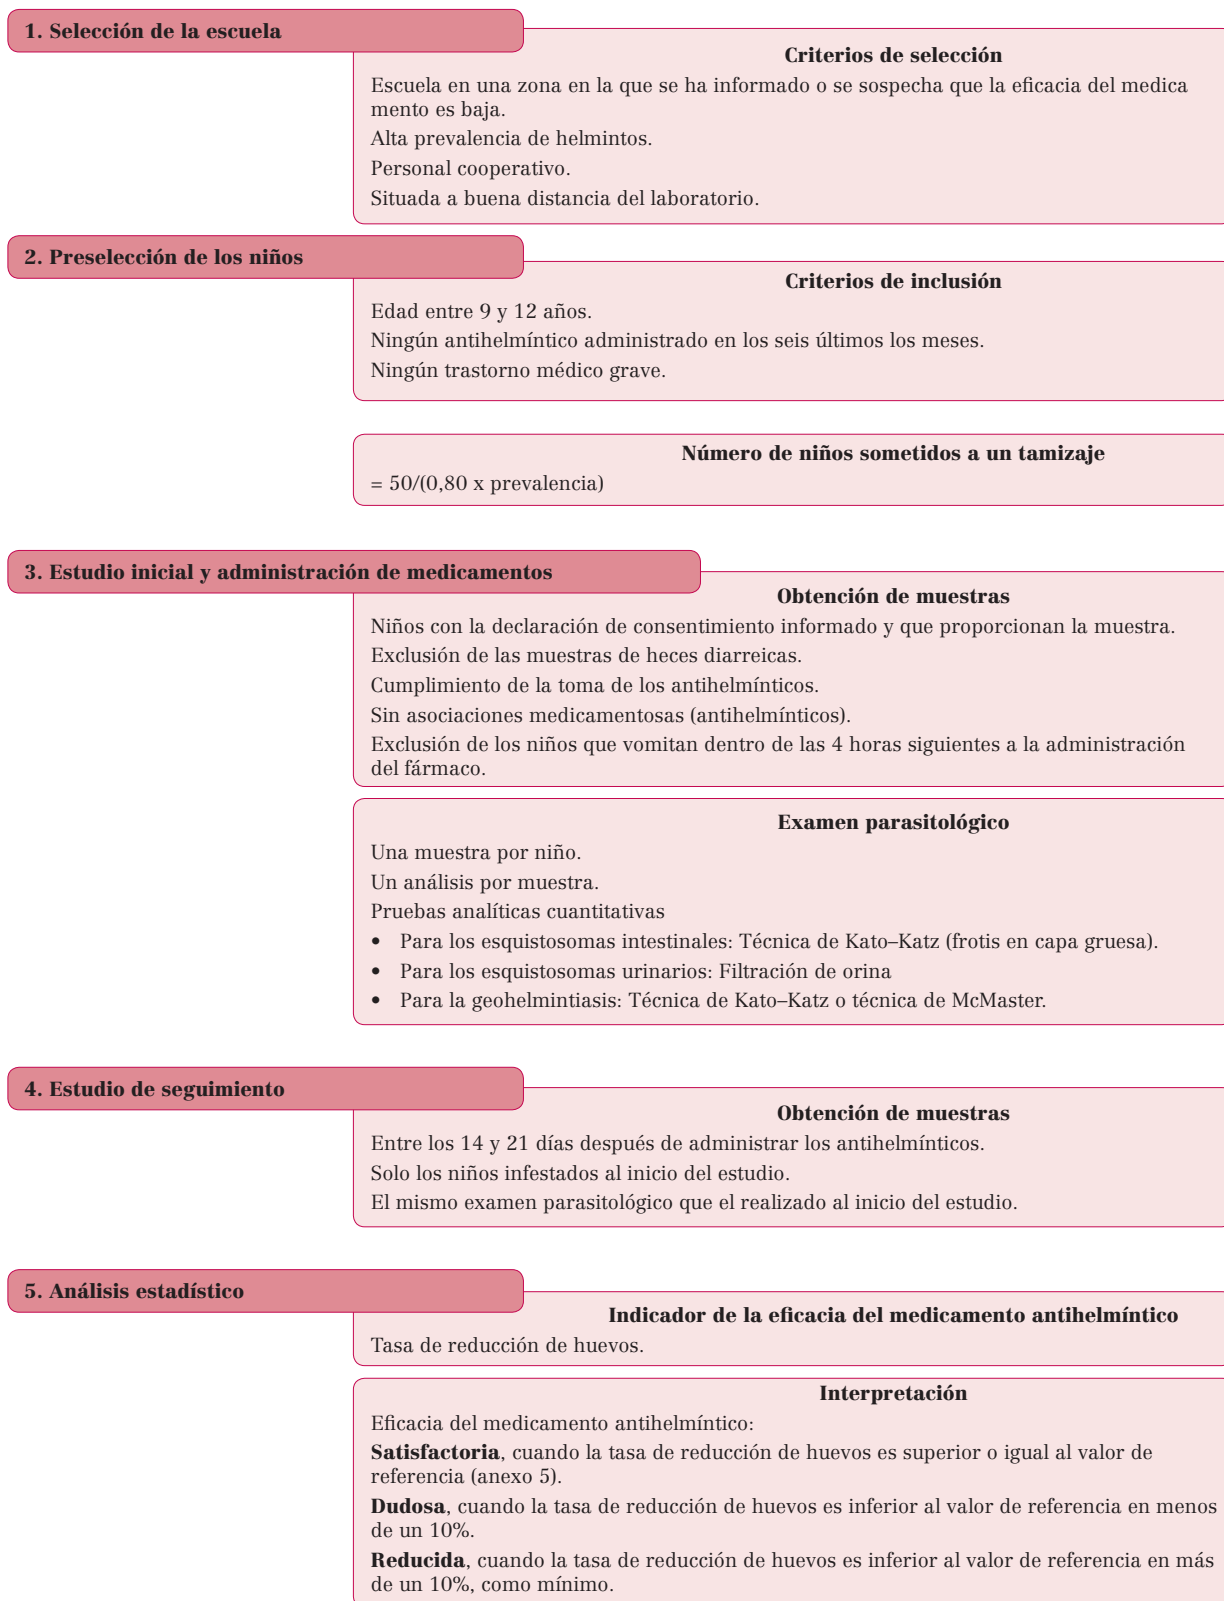 1. Selección de la escuela
Criterios de selección
Escuela en una zona en la que se ha informado o se sospecha que la eficacia del medica
mento es baja.
Alta prevalencia de helmintos.
Personal cooperativo.
Situada a buena distancia del laboratorio.
2. Preselección de los niños
Criterios de inclusión
Edad entre 9 y 12 años.
Ningún antihelmíntico administrado en los seis últimos los meses.
Ningún trastorno médico grave.
Número de niños sometidos a un tamizaje
= 50/(0,80 x prevalencia)
3. Estudio inicial y administración de medicamentos
Obtención de muestras
Niños con la declaración de consentimiento informado y que proporcionan la muestra.
Exclusión de las muestras de heces diarreicas.
Cumplimiento de la toma de los antihelmínticos.
Sin asociaciones medicamentosas (antihelmínticos).
Exclusión de los niños que vomitan dentro de las 4 horas siguientes a la administración
del fármaco.
Examen parasitológico
Una muestra por niño.
Un análisis por muestra.
Pruebas analíticas cuantitativas
• Para los esquistosomas intestinales: Técnica de Kato–Katz (frotis en capa gruesa).
• Para los esquistosomas urinarios: Filtración de orina
• Para la geohelmintiasis: Técnica de Kato–Katz o técnica de McMaster.
4. Estudio de seguimiento
Obtención de muestras
Entre los 14 y 21 días después de administrar los antihelmínticos.
Solo los niños infestados al inicio del estudio.
El mismo examen parasitológico que el realizado al inicio del estudio.
5. Análisis estadístico
Indicador de la eficacia del medicamento antihelmíntico
Tasa de reducción de huevos.
Interpretación
Eficacia del medicamento antihelmíntico:
Satisfactoria, cuando la tasa de reducción de huevos es superior o igual al valor de
referencia (anexo 5).
Dudosa, cuando la tasa de reducción de huevos es inferior al valor de referencia en menos
de un 10%.
Reducida, cuando la tasa de reducción de huevos es inferior al valor de referencia en más
de un 10%, como mínimo.